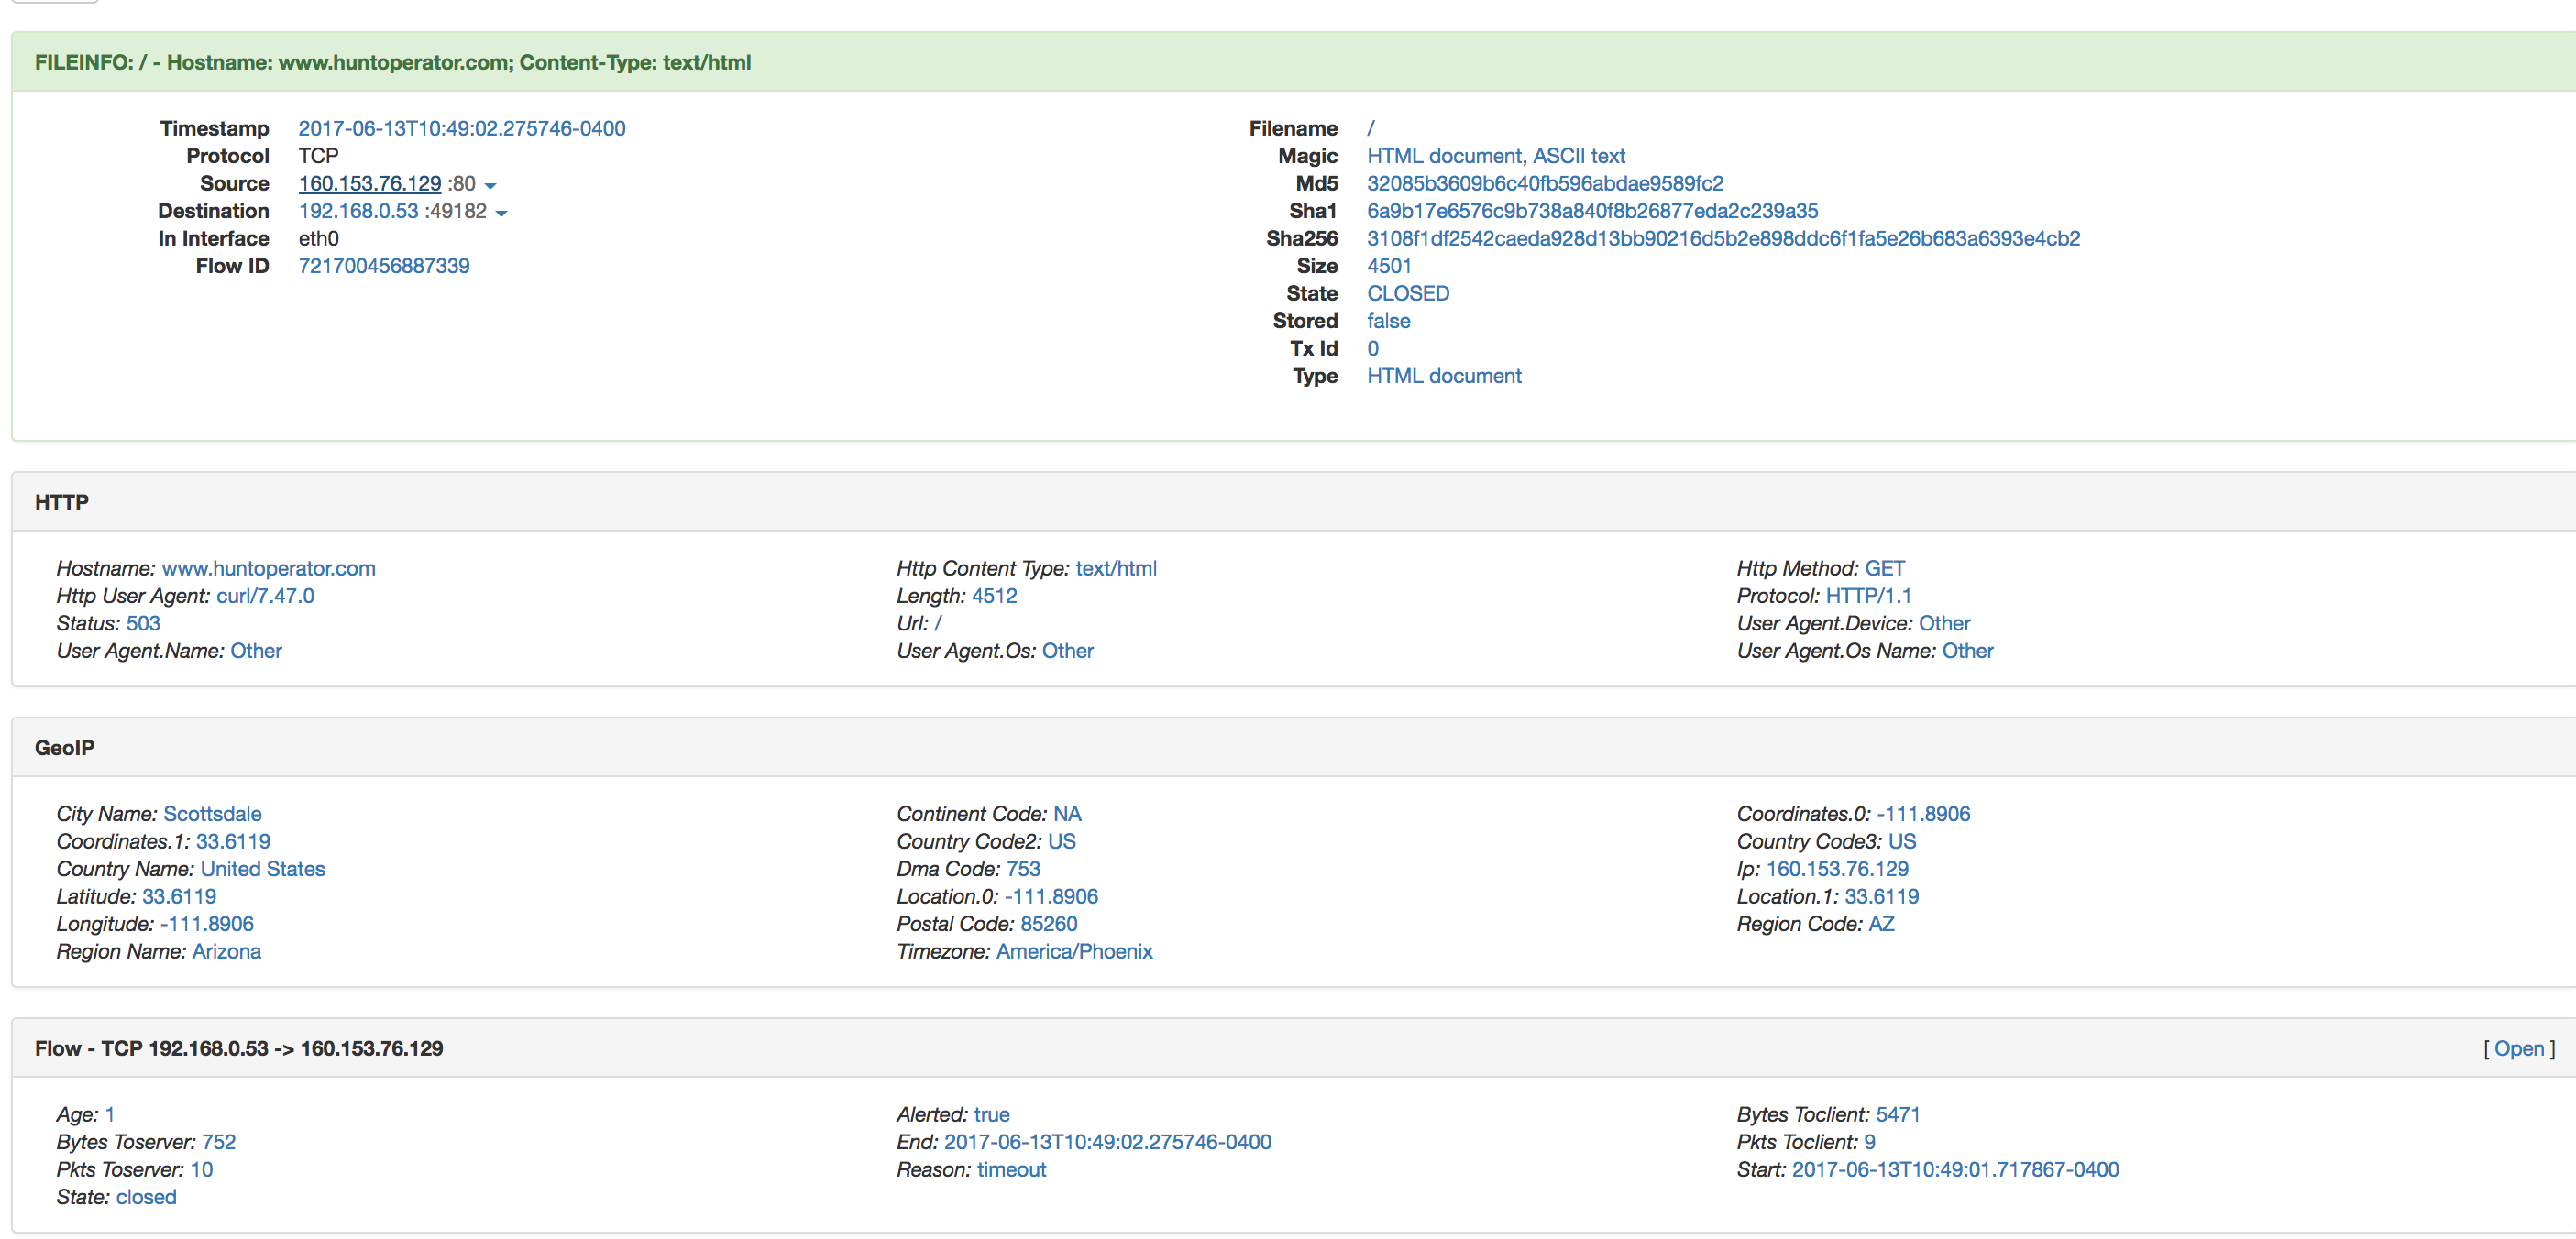 FILEINFO: / - Hostname: www.huntoperator.com; Content-Type: text/html
Timestamp 2017-06-13T10:49:02.275746-0400
Protocol TCP
Source 160.153.76.129 :80
Destination 192.168.0.53 :49182
In Interface eth0
Flow ID 721700456887339
Filename /
Magic HTML document, ASCII text
Md5 32085b3609b6c40fb596abdae9589fc2
Sha1 6a9b17e6576c9b738a840f8b26877eda2c239a35
Sha256 3108f1df2542caeda928d13bb90216d5b2e898ddc6f1fa5e26b683a6393e4cb2
Size 4501
State CLOSED
Stored false
Tx Id 0
Type HTML document
HTTP
Hostname: www.huntoperator.com
Http User Agent: curl/7.47.0
Status: 503
User Agent.Name: Other
Http Content Type: text/html
Length: 4512
Url: /
User Agent.Os: Other
Http Method: GET
Protocol: HTTP/1.1
User Agent.Device: Other
User Agent.Os Name: Other
GeoIP
City Name: Scottsdale
Coordinates.1: 33.6119
Country Name: United States
Latitude: 33.6119
Longitude: -111.8906
Region Name: Arizona
Continent Code: NA
Country Code2: US
Dma Code: 753
Location.0: -111.8906
Postal Code: 85260
Timezone: America/Phoenix
Coordinates.0: -111.8906
Country Code3: US
Ip: 160.153.76.129
Location.1: 33.6119
Region Code: AZ
Flow - TCP 192.168.0.53 -> 160.153.76.129
[ Open ]
Age: 1
Bytes Toserver: 752
Pkts Toserver: 10
State: closed
Alerted: true
End: 2017-06-13T10:49:02.275746-0400
Reason: timeout
Bytes Toclient: 5471
Pkts Toclient: 9
Start: 2017-06-13T10:49:01.717867-0400